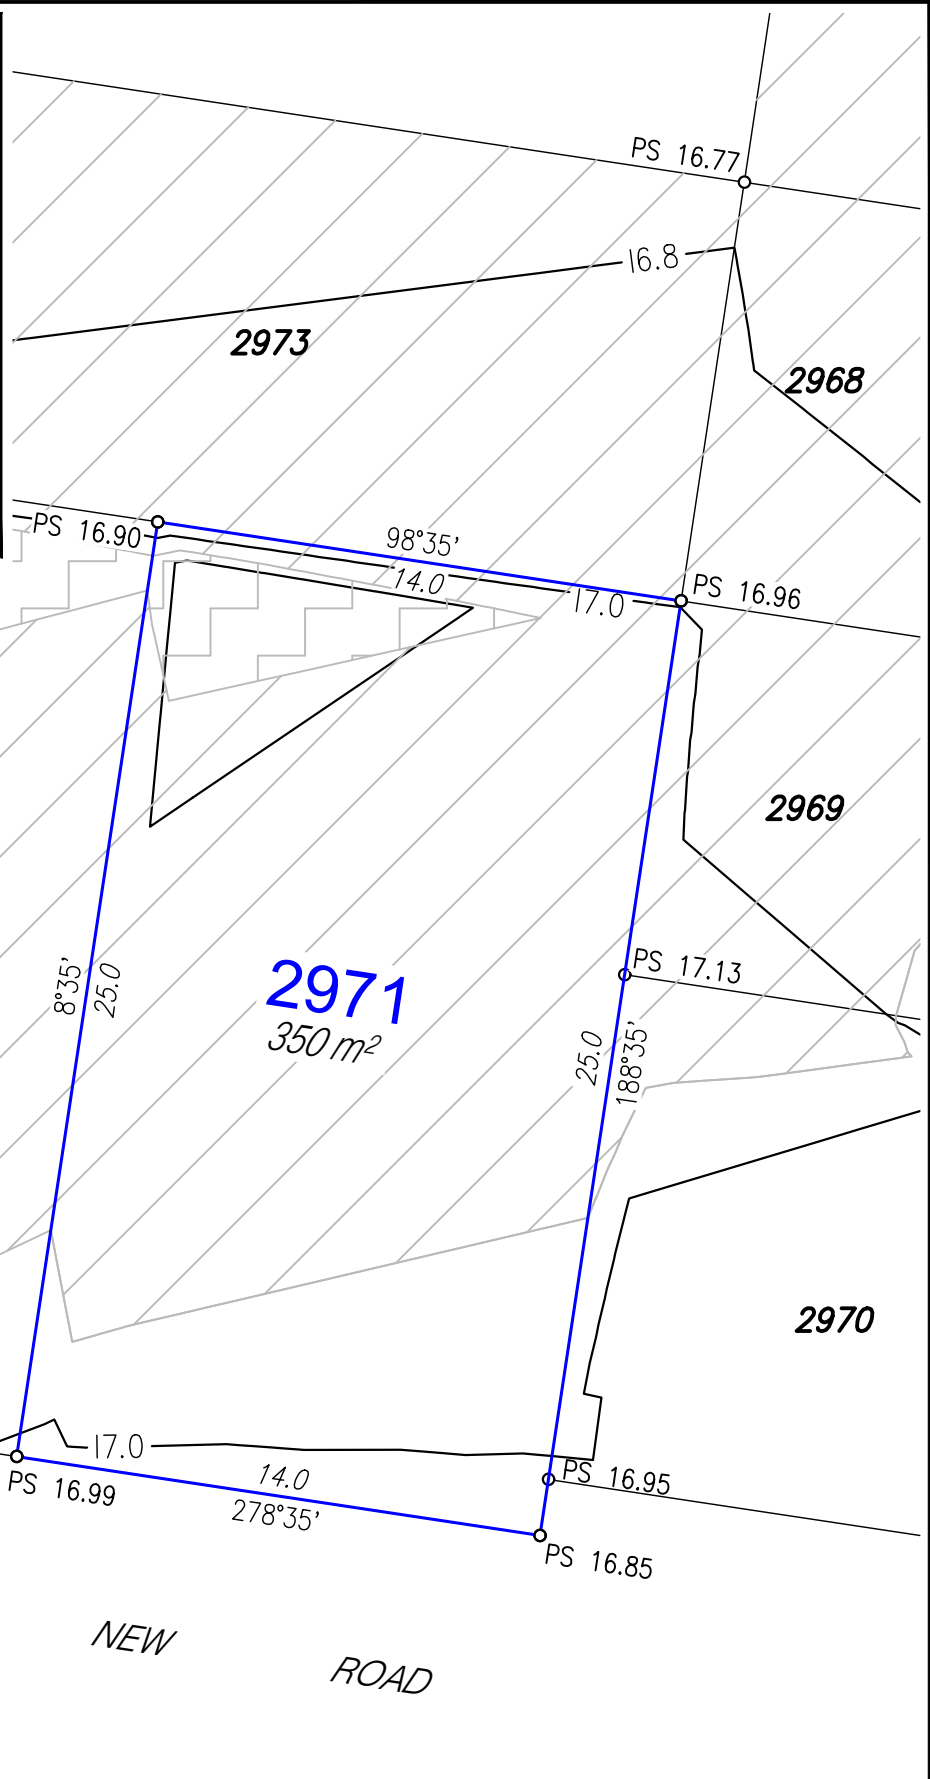 PS 16.77
16.8
2973
2968
PS 16.90
98°35'
14.0
17.0
PS 16.96
2969
PS 17.13
8°35'
25.0
2971
350 m²
25.0
188°35'
2970
17.0
14.0
278°35'
PS 16.99
PS 16.95
PS 16.85
NEW ROAD